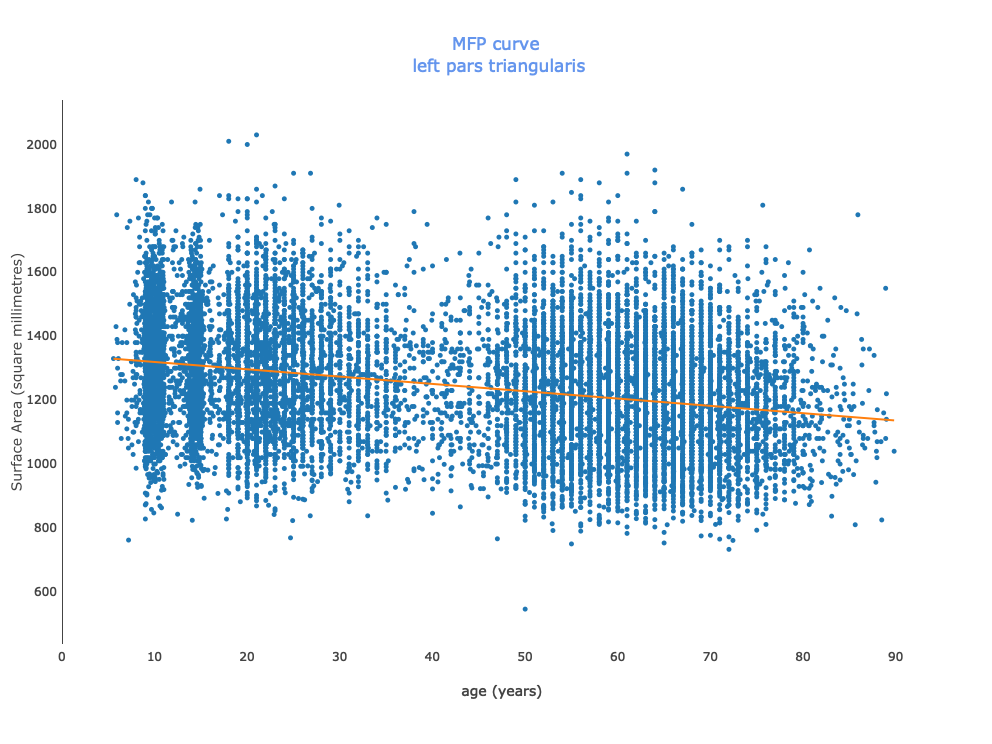 MFP curve
left pars triangularis
Surface Area (square millimetres)
2000
1800
1600
1400
1200
1000
800
600
0 10 20 30 40 50 60 70 80 90
age (years)